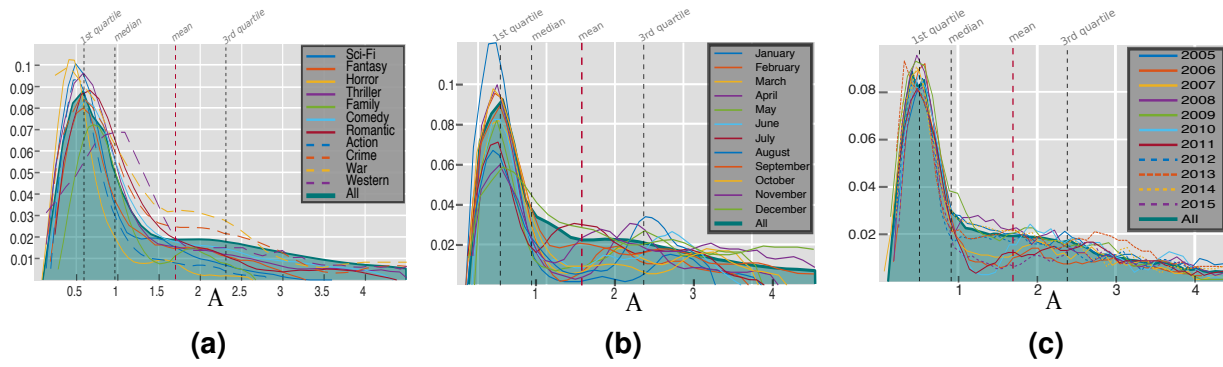 1st quartile
median
mean
3rd quartile
0.1
0.09
0.08
0.07
0.06
0.05
0.04
0.03
0.02
0.01
0.5
1
1.5
2
2.5
3
3.5
4
A
Sci-Fi
Fantasy
Horror
Thriller
Family
Comedy
Romantic
Action
Crime
War
Western
All
(a)
1st quartile
median
mean
3rd quartile
0.1
0.08
0.06
0.04
0.02
1
2
3
4
A
January
February
March
April
May
June
July
August
September
October
November
December
All
(b)
1st quartile
median
mean
3rd quartile
0.08
0.06
0.04
0.02
1
2
3
4
A
2005
2006
2007
2008
2009
2010
2011
2012
2013
2014
2015
All
(c)